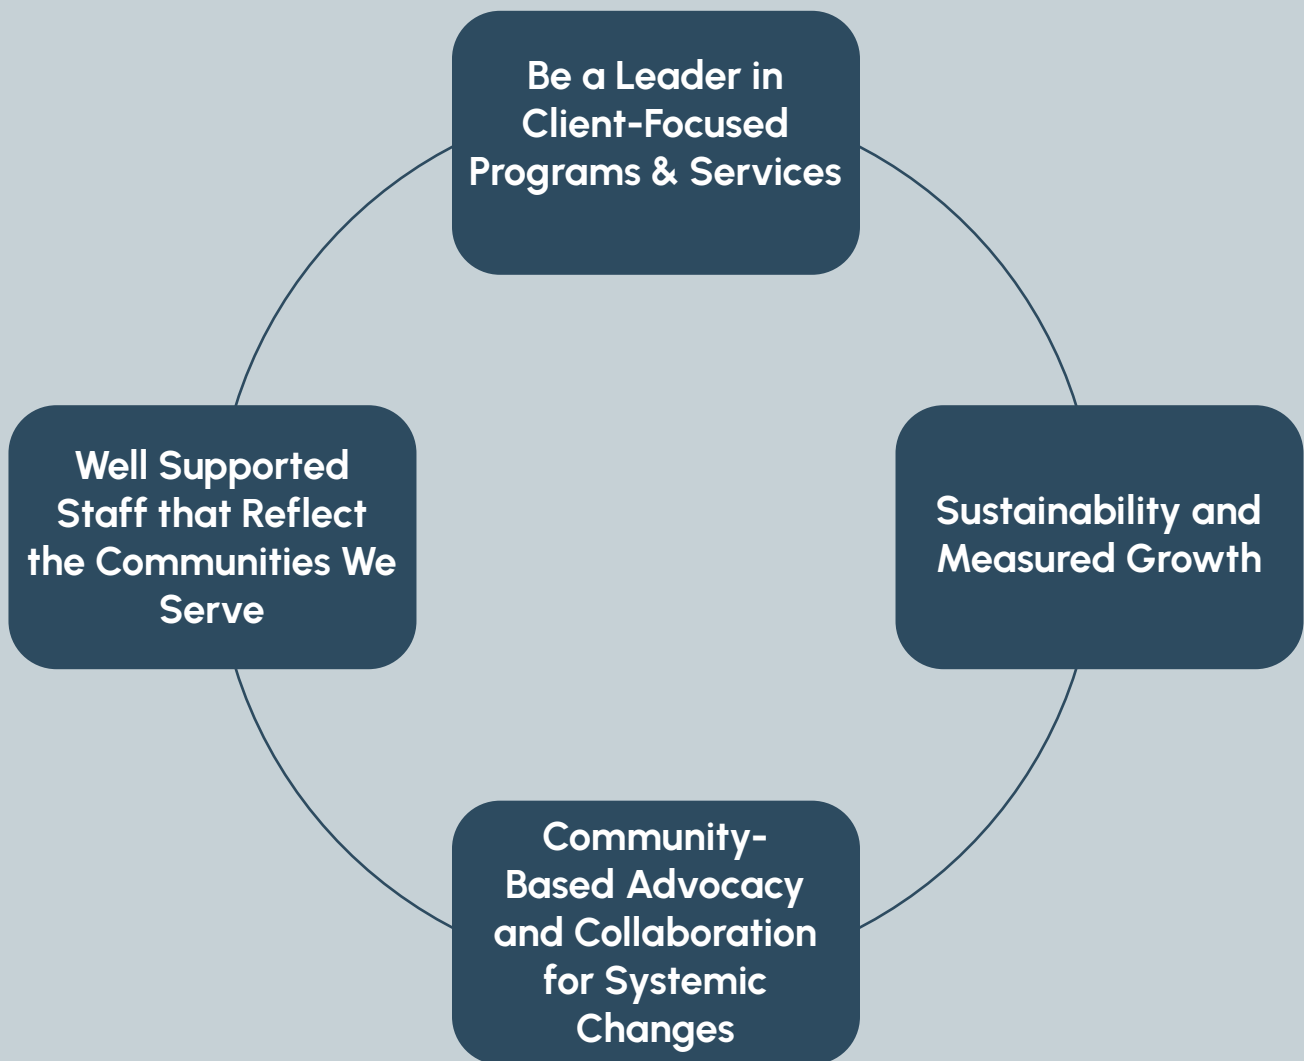 Be a Leader in
Client-Focused
Programs & Services
Well Supported
Staff that Reflect
the Communities We
Serve
Sustainability and
Measured Growth
Community-
Based Advocacy
and Collaboration
for Systemic
Changes